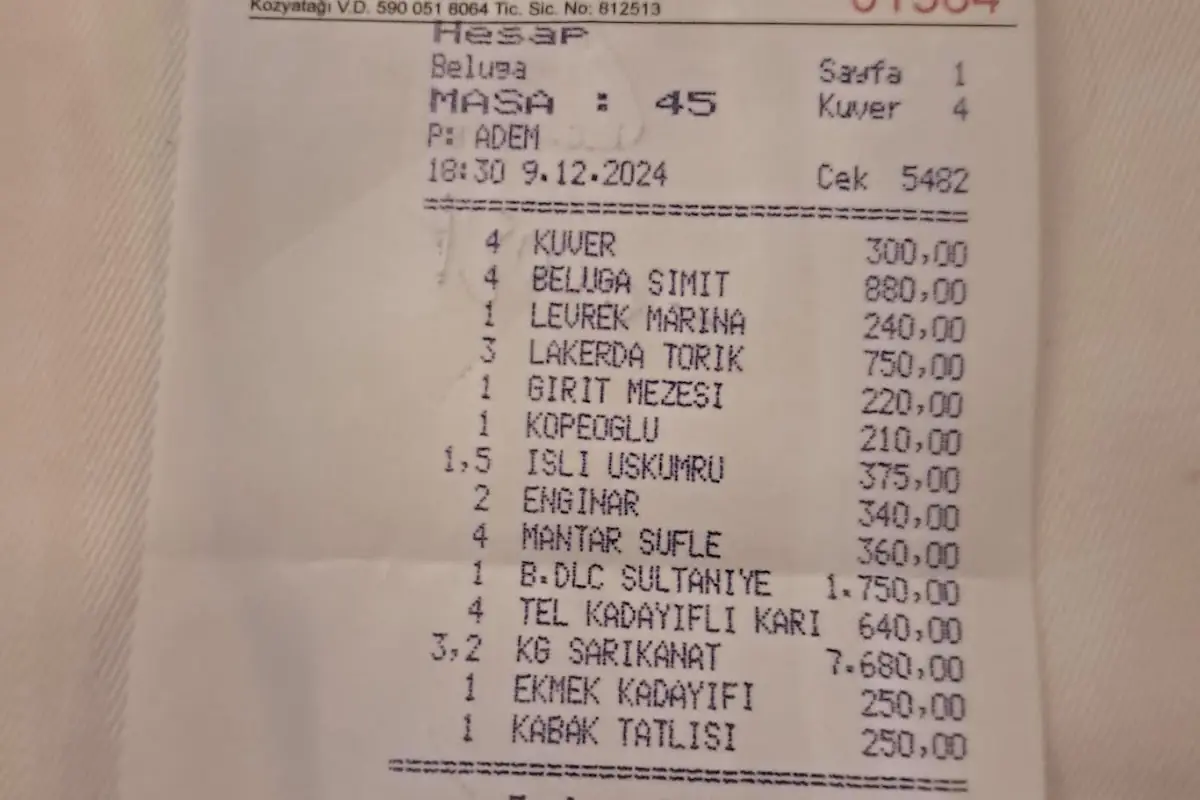 Kozyatağı V.D. 590 051 8064 Tic. Sic. No: 812513
Hesap
Beluga Sayfa 1
MASA : 45 Kuver 4
P: ADEM
18:30 9.12.2024 Cek 5482
4 KUVER 300,00
4 BELUGA SIMIT 880,00
1 LEVREK MARINA 240,00
3 LAKERDA TORIK 750,00
1 GIRIT MEZESI 220,00
1 KOPEOGLU 210,00
1,5 ISLI USKUMRU 375,00
2 ENGINAR 340,00
4 MANTAR SUFLE 360,00
1 B.DLC SULTANIYE 1.750,00
4 TEL KADAYIFLI KARI 640,00
3,2 KG SARIKANAT 7.680,00
1 EKMEK KADAYIFI 250,00
1 KABAK TATLISI 250,00